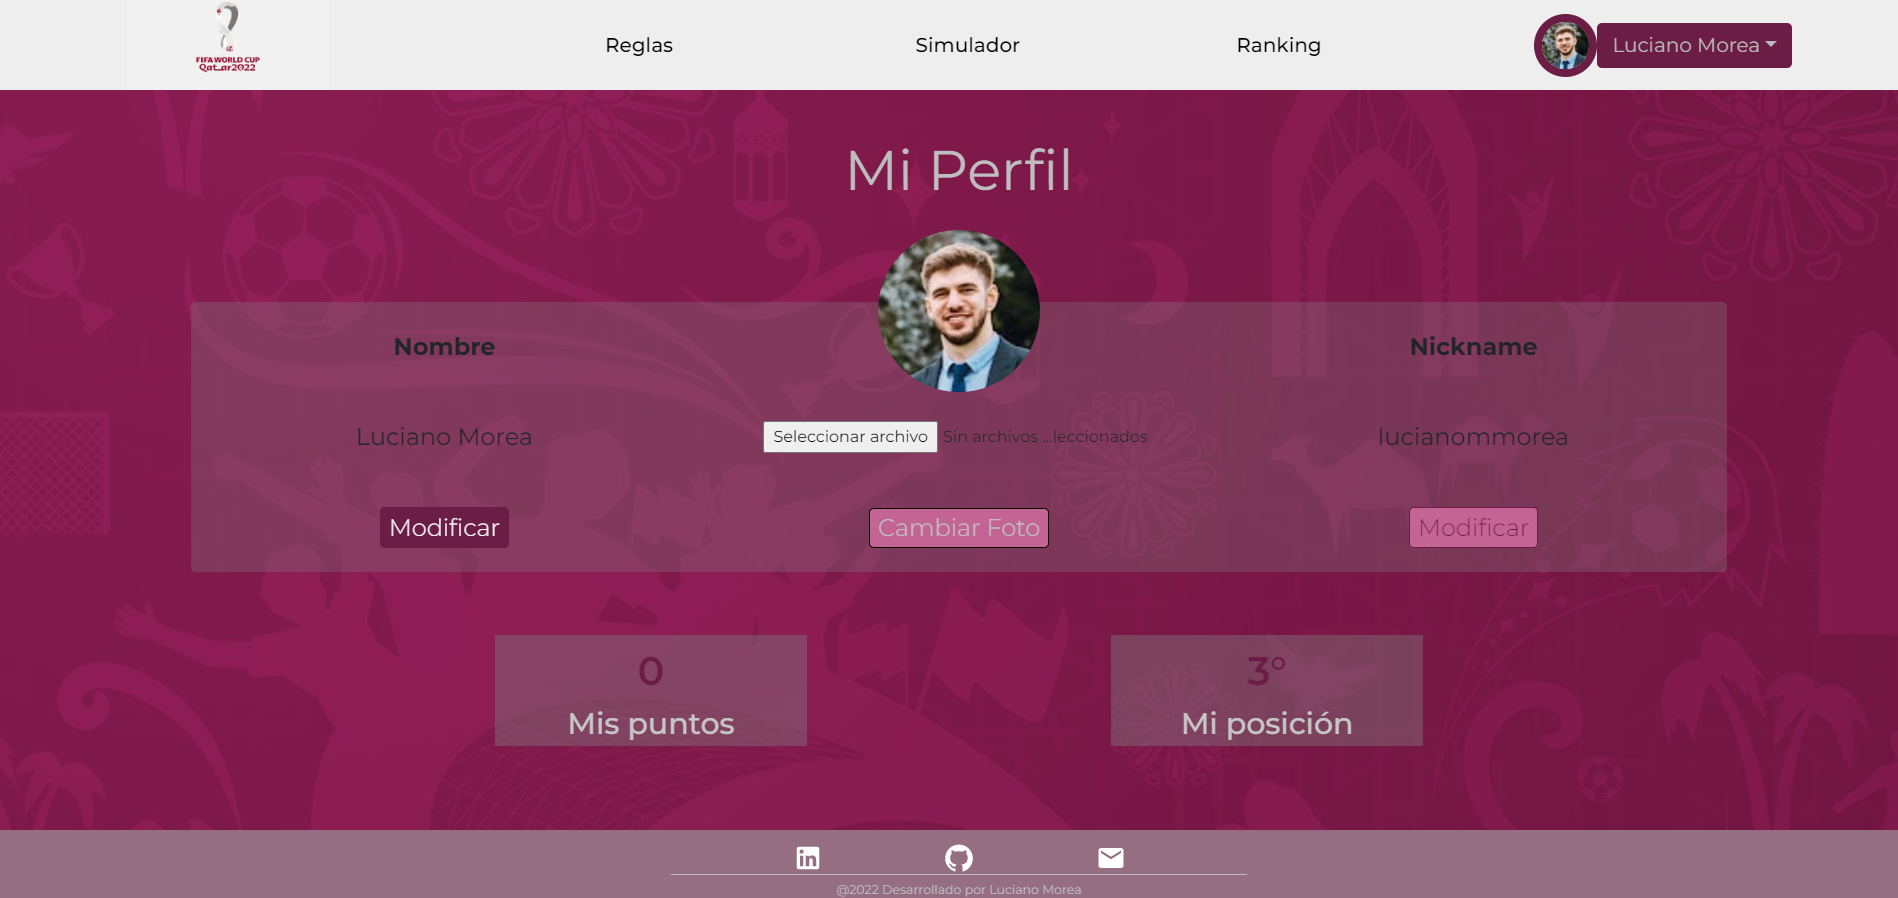 FIFA WORLD CUP
Qatar2022
Reglas
Simulador
Ranking
Luciano Morea
Mi Perfil
Nombre
Nickname
Luciano Morea
Seleccionar archivo Sin archivos ...leccionados
lucianommorea
Modificar
Cambiar Foto
Modificar
0
Mis puntos
3°
Mi posición
in
@2022 Desarrollado por Luciano Morea